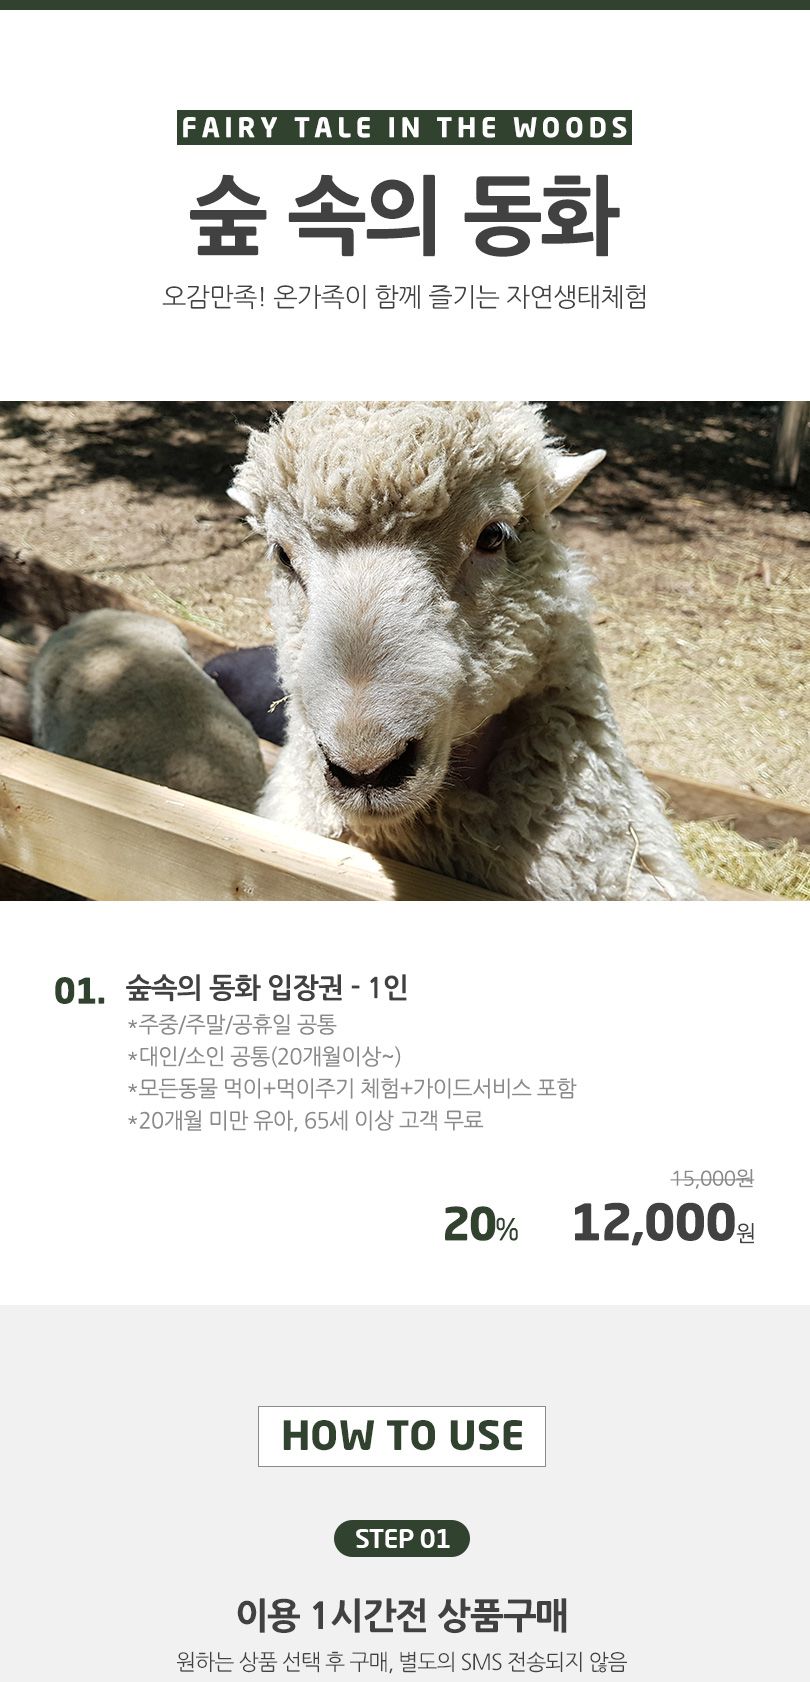 FAIRY TALE IN THE WOODS
숲 속의 동화
오감만족! 온가족이 함께 즐기는 자연생태체험
01. 숲속의 동화 입장권 - 1인
*주중/주말/공휴일 공통
*대인/소인 공통(20개월이상~)
*모든동물 먹이+먹이주기 체험+가이드서비스 포함
*20개월 미만 유아, 65세 이상 고객 무료
15,000원
20% 12,000원
HOW TO USE
STEP 01
이용 1시간전 상품구매
원하는 상품 선택 후 구매, 별도의 SMS 전송되지 않음